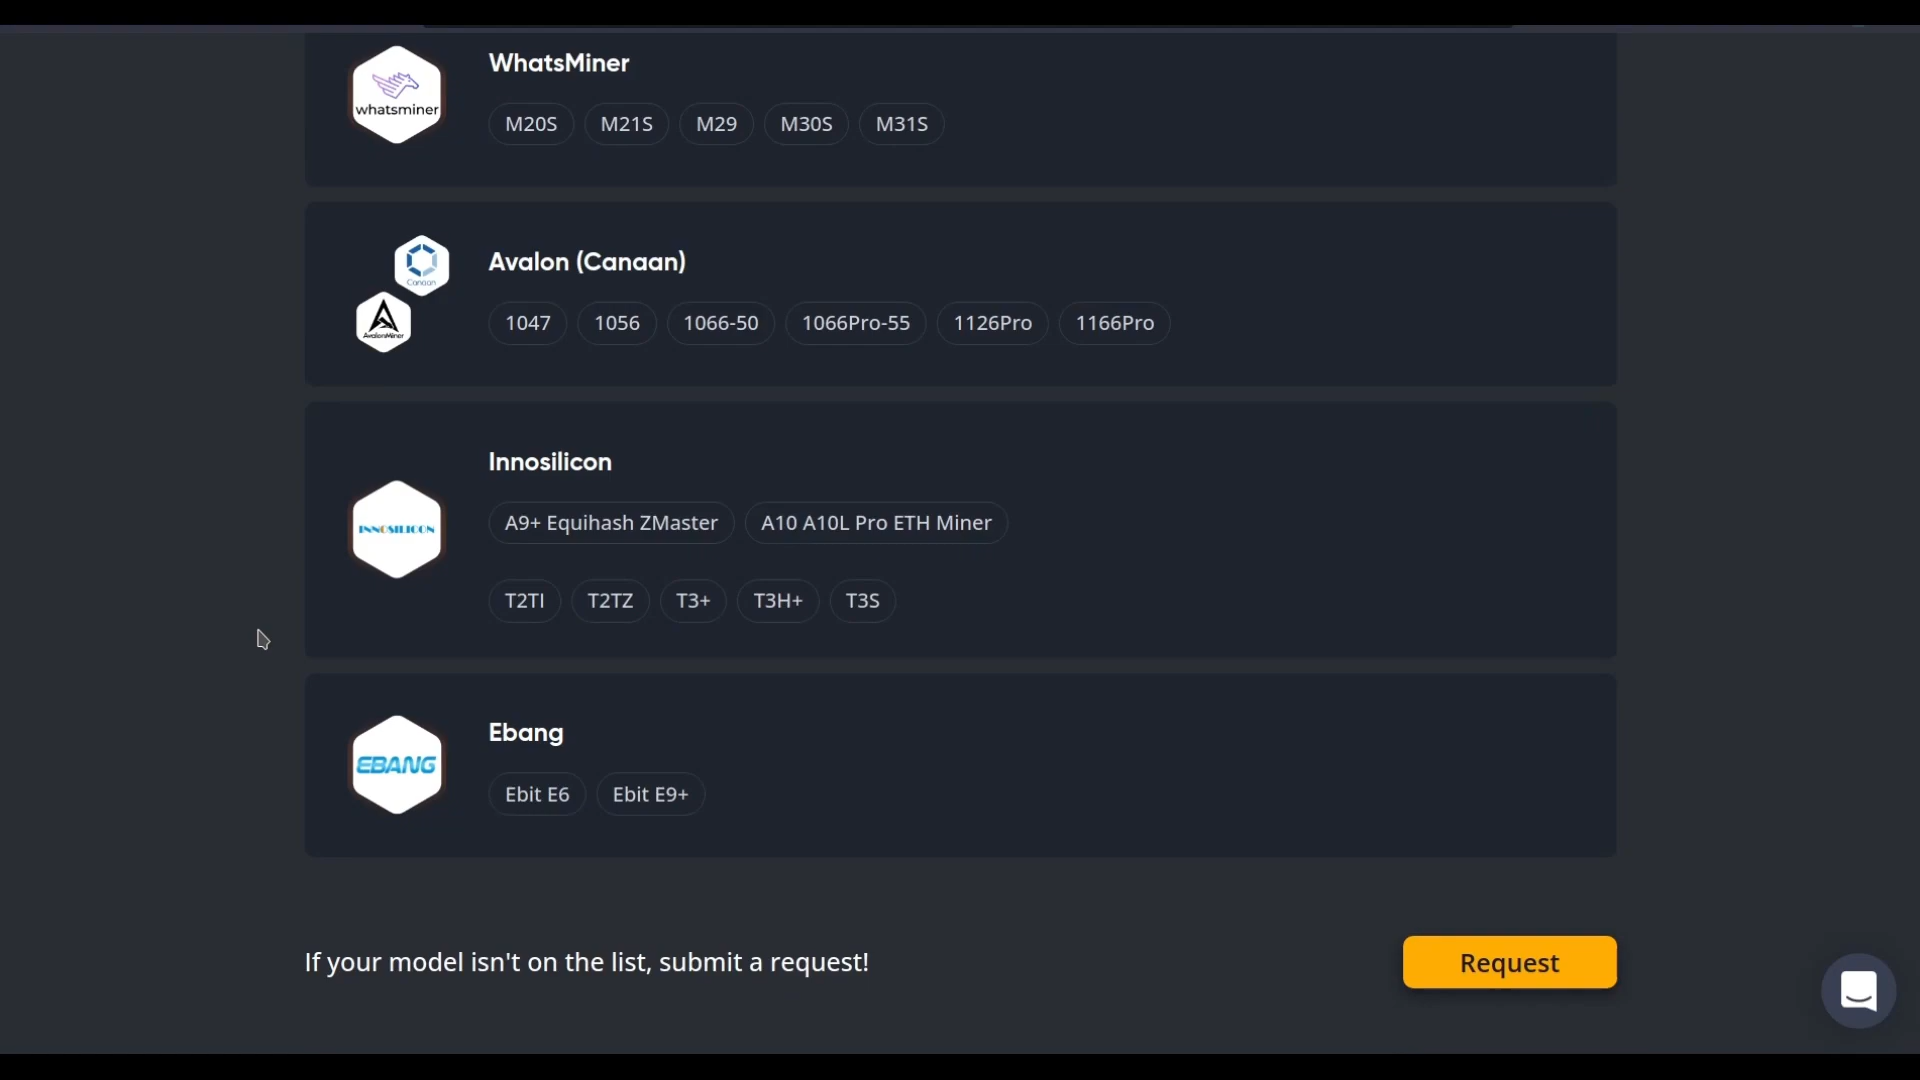 WhatsMiner
whatsminer
M20S M21S M29 M30S M31S
Avalon (Canaan)
Canaan
AvalonMiner
1047 1056 1066-50 1066Pro-55 1126Pro 1166Pro
Innosilicon
INNOSILICON
A9+ Equihash ZMaster A10 A10L Pro ETH Miner
T2TI T2TZ T3+ T3H+ T3S
Ebang
EBANG
Ebit E6 Ebit E9+
If your model isn't on the list, submit a request!
Request